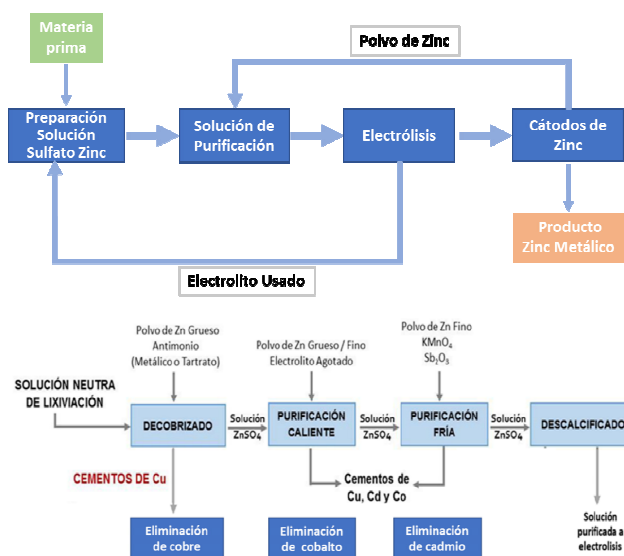 Materia
prima
Polvo de Zinc
Preparación
Solución
Sulfato Zinc
Solución de
Purificación
Electrólisis
Cátodos de
Zinc
Producto
Zinc Metálico
Electrolito Usado
Polvo de Zn Grueso
Antimonio
(Metálico o Tartrato)
Polvo de Zn Grueso / Fino
Electrolito Agotado
Polvo de Zn Fino
KMnO₄
Sb₂O₃
SOLUCIÓN NEUTRA
DE LIXIVIACIÓN
DECOBRIZADO
Solución
ZnSO₄
PURIFICACIÓN
CALIENTE
Solución
ZnSO₄
PURIFICACIÓN
FRÍA
Solución
ZnSO₄
DESCALCIFICADO
CEMENTOS DE Cu
Cementos de
Cu, Cd y Co
Eliminación
de cobre
Eliminación
de cobalto
Eliminación
de cadmio
Solución
purificada a
electrolisis